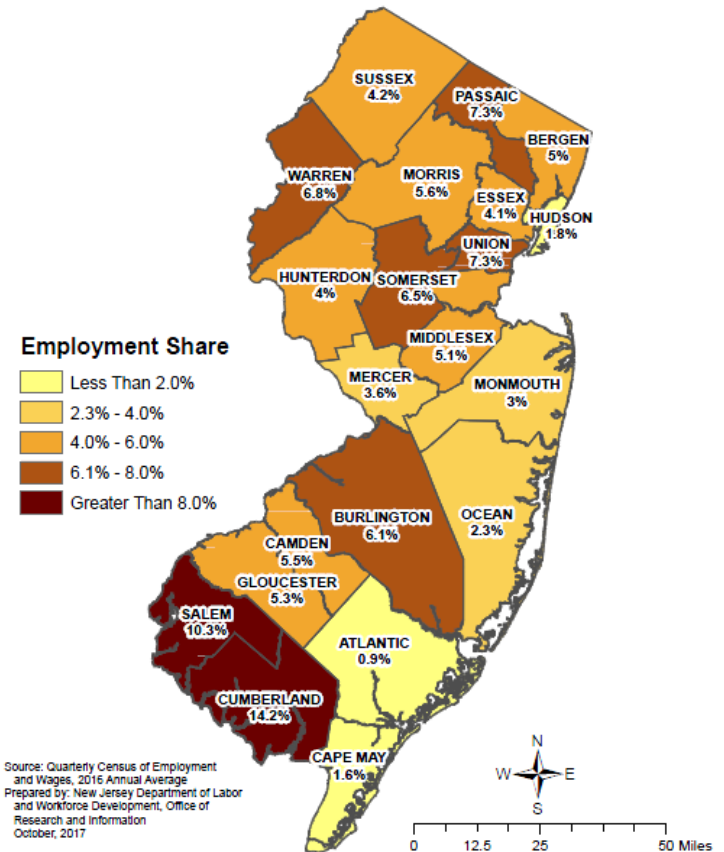 SUSSEX
4.2%
PASSAIC
7.3%
BERGEN
5%
WARREN
6.8%
MORRIS
5.6%
ESSEX
4.1%
HUDSON
1.8%
UNION
7.3%
HUNTERDON
4%
SOMERSET
6.5%
MIDDLESEX
5.1%
MERCER
3.6%
MONMOUTH
3%
Employment Share
Less Than 2.0%
2.3% - 4.0%
4.0% - 6.0%
6.1% - 8.0%
Greater Than 8.0%
OCEAN
2.3%
BURLINGTON
6.1%
CAMDEN
5.5%
GLOUCESTER
5.3%
SALEM
10.3%
ATLANTIC
0.9%
CUMBERLAND
14.2%
CAPE MAY
1.6%
Source: Quarterly Census of Employment
and Wages, 2016 Annual Average
Prepared by: New Jersey Department of Labor
and Workforce Development, Office of
Research and Information
October, 2017
N
W E
S
0 12.5 25 50 Miles